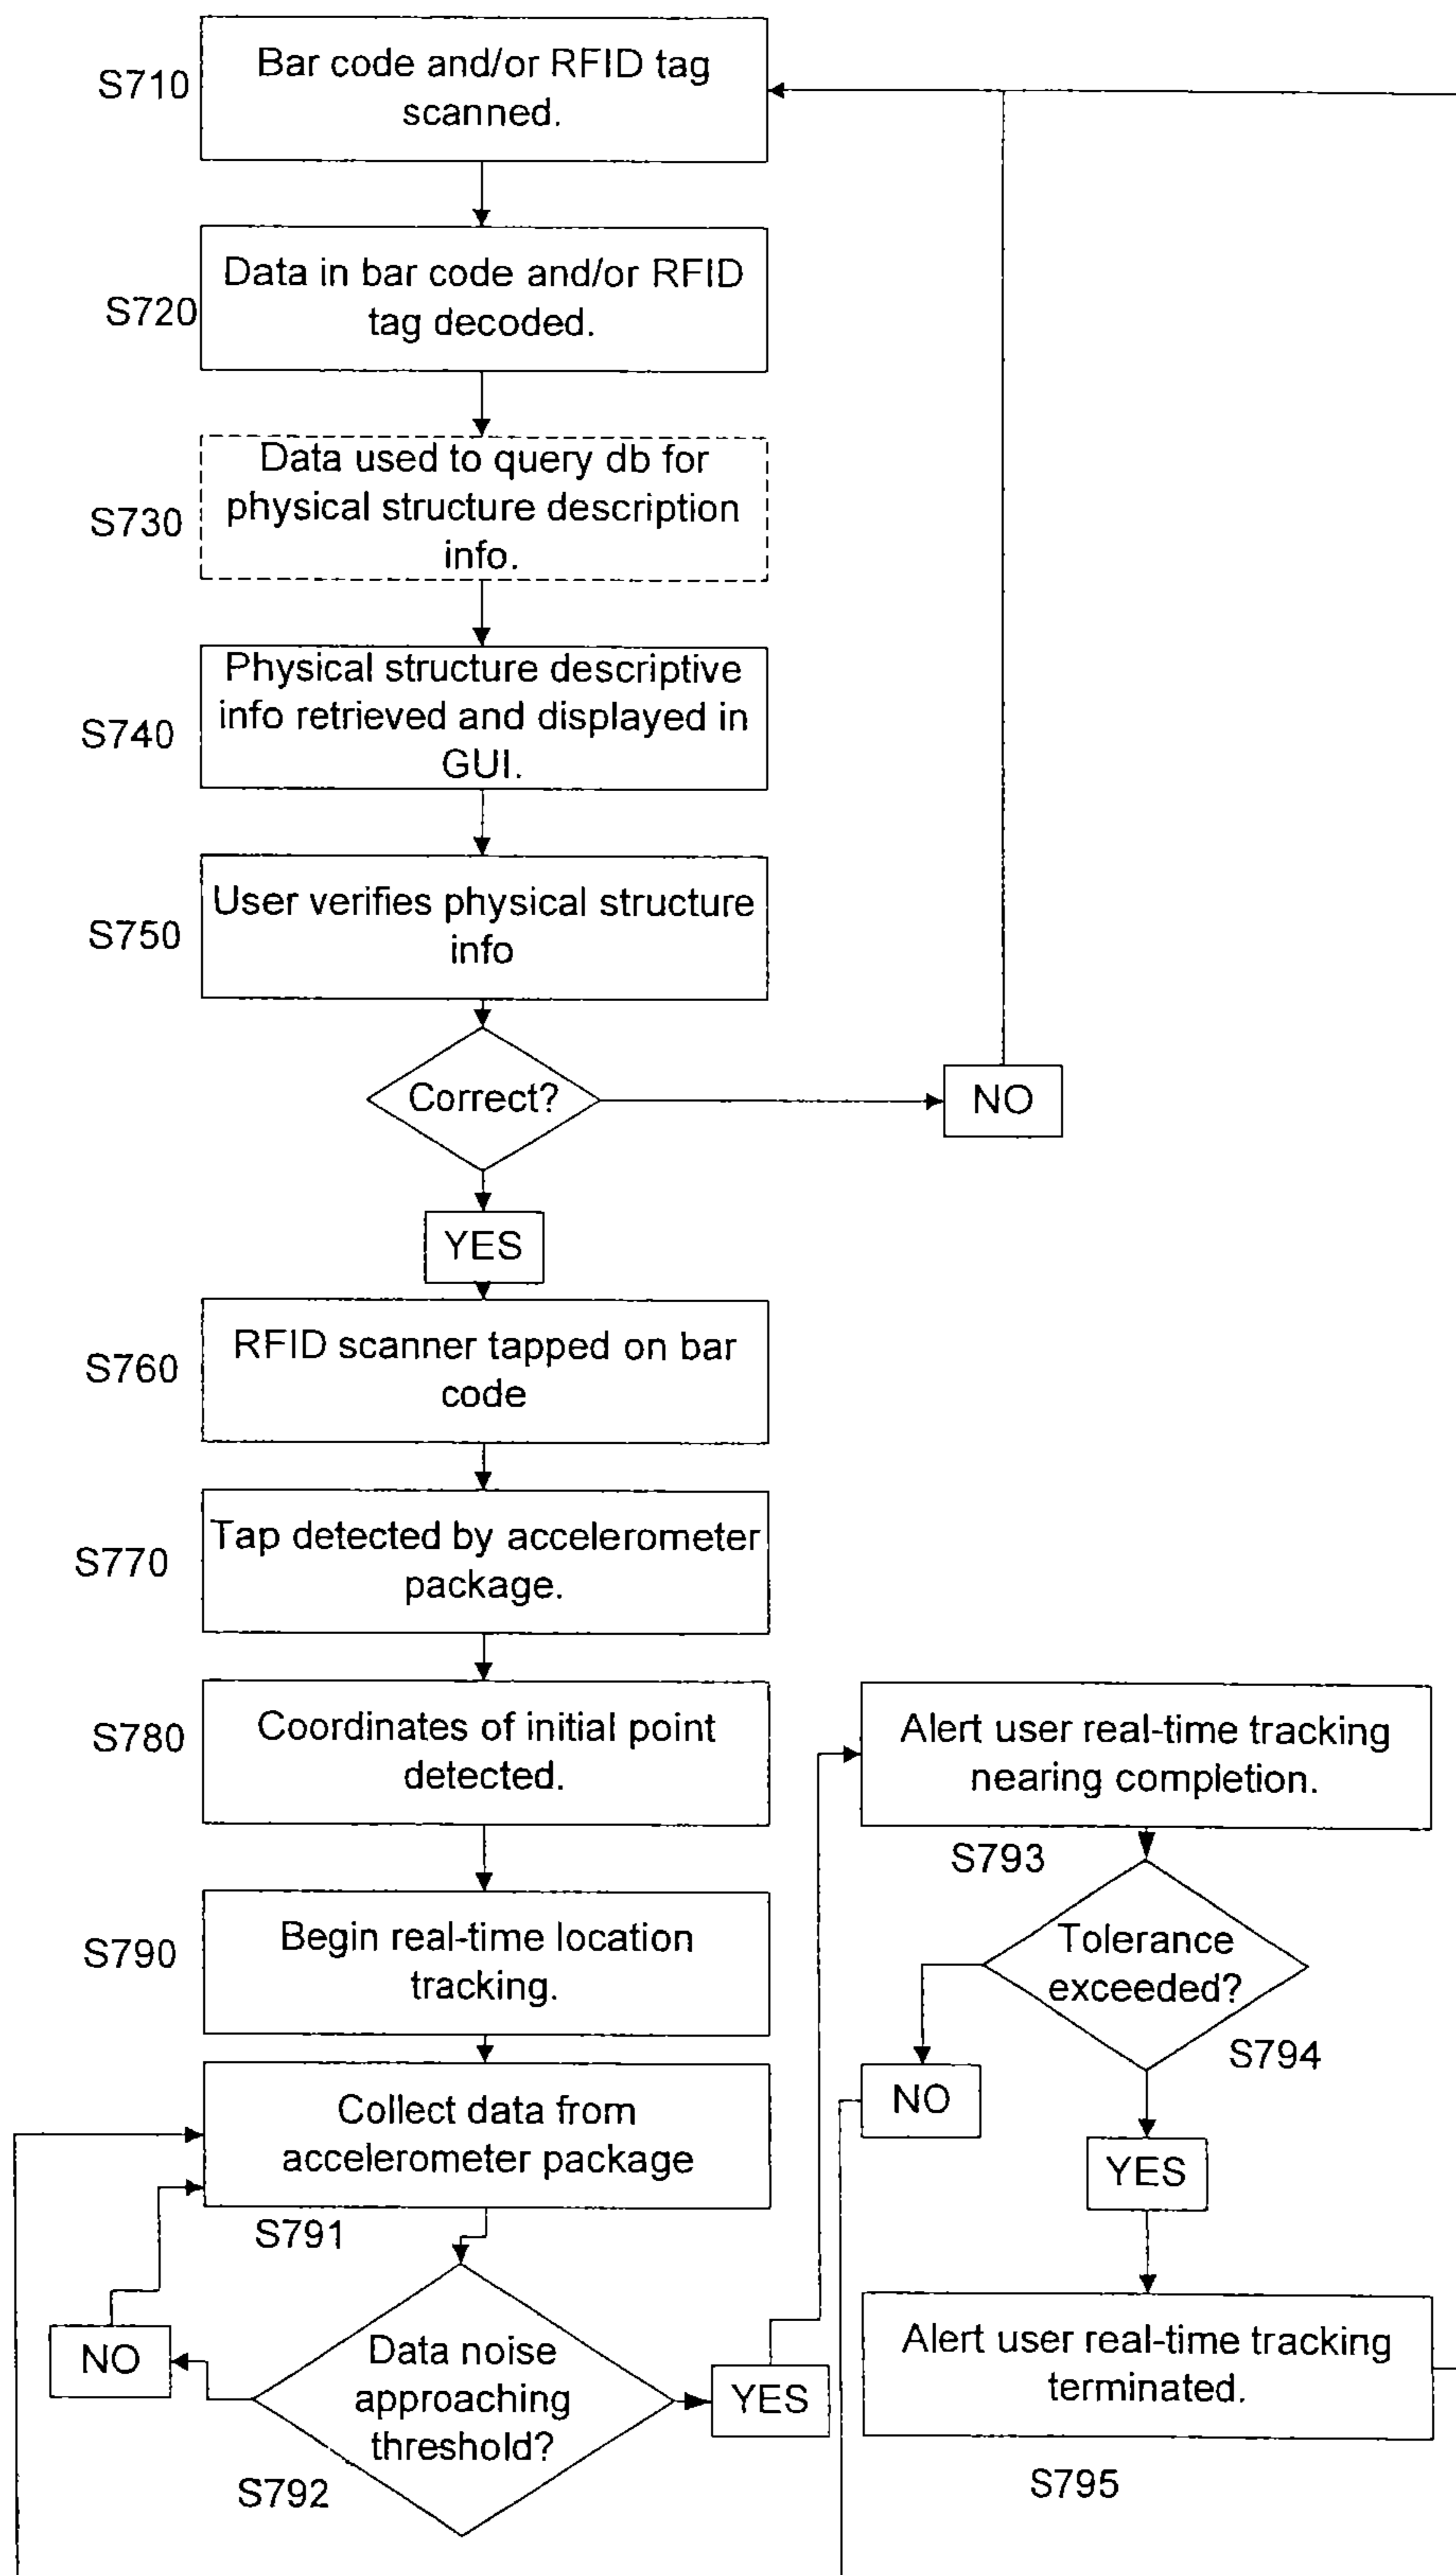 S710
Bar code and/or RFID tag
scanned.
S720
Data in bar code and/or RFID
tag decoded.
S730
Data used to query db for
physical structure description
info.
S740
Physical structure descriptive
info retrieved and displayed in
GUI.
S750
User verifies physical structure
info
Correct?
NO
YES
S760
RFID scanner tapped on bar
code
S770
Tap detected by accelerometer
package.
S780
Coordinates of initial point
detected.
S790
Begin real-time location
tracking.
Collect data from
accelerometer package
S791
Data noise
approaching
threshold?
S792
NO
YES
Alert user real-time tracking
nearing completion.
S793
Tolerance
exceeded?
S794
NO
YES
Alert user real-time tracking
terminated.
S795